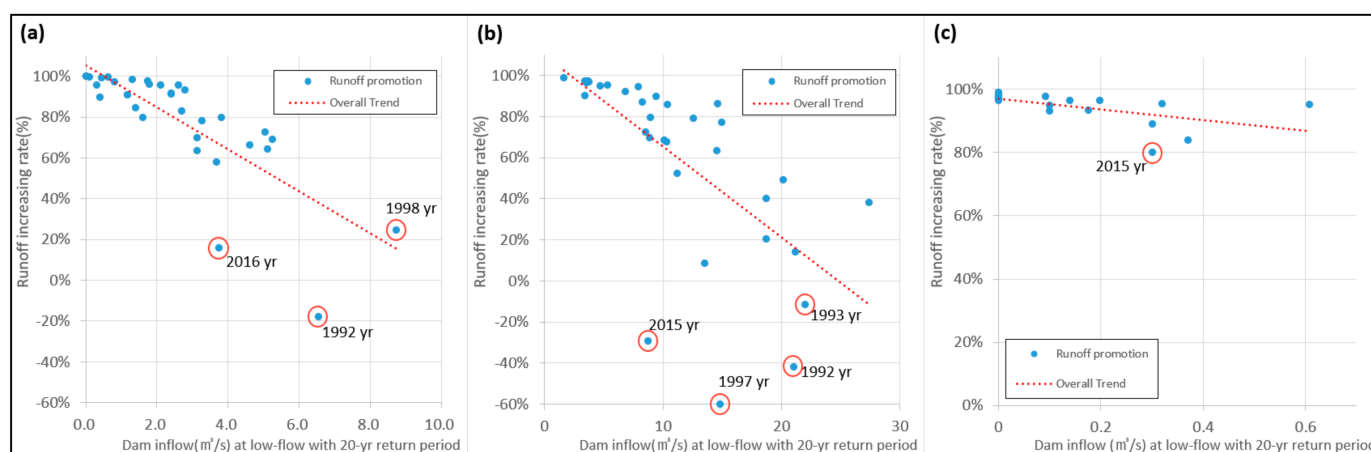 (a)
Runoff increasing rate(%)
100%
80%
60%
40%
20%
0%
-20%
-40%
-60%
0.0
2.0
4.0
6.0
8.0
10.0
Dam inflow(㎥/s) at low-flow with 20-yr return period
Runoff promotion
Overall Trend
1998 yr
2016 yr
1992 yr
(b)
Runoff increasing rate(%)
100%
80%
60%
40%
20%
0%
-20%
-40%
-60%
0
10
20
30
Dam inflow(㎥/s) at low-flow with 20-yr return period
Runoff promotion
Overall Trend
1993 yr
2015 yr
1992 yr
1997 yr
(c)
Runoff increasing rate(%)
100%
80%
96%
94%
92%
0%
0
0.2
0.4
0.6
Dam inflow (㎥/s) at low-flow with 20-yr return period
2015 yr
Runoff promotion
Overall Trend